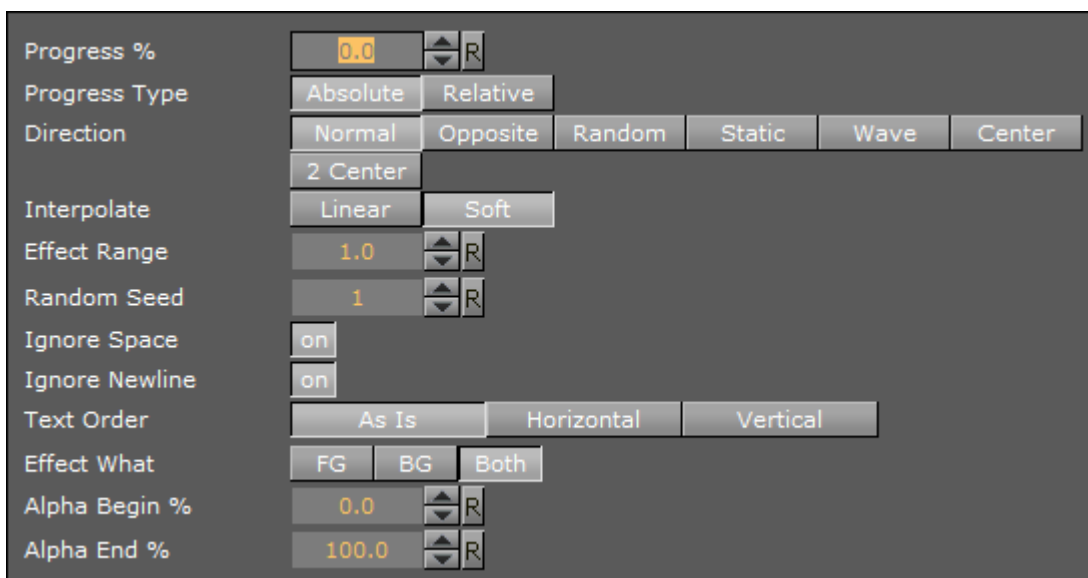 Progress % 0.0 R
Progress Type Absolute Relative
Direction Normal Opposite Random Static Wave Center
2 Center
Interpolate Linear Soft
Effect Range 1.0 R
Random Seed 1 R
Ignore Space on
Ignore Newline on
Text Order As Is Horizontal Vertical
Effect What FG BG Both
Alpha Begin % 0.0 R
Alpha End % 100.0 R